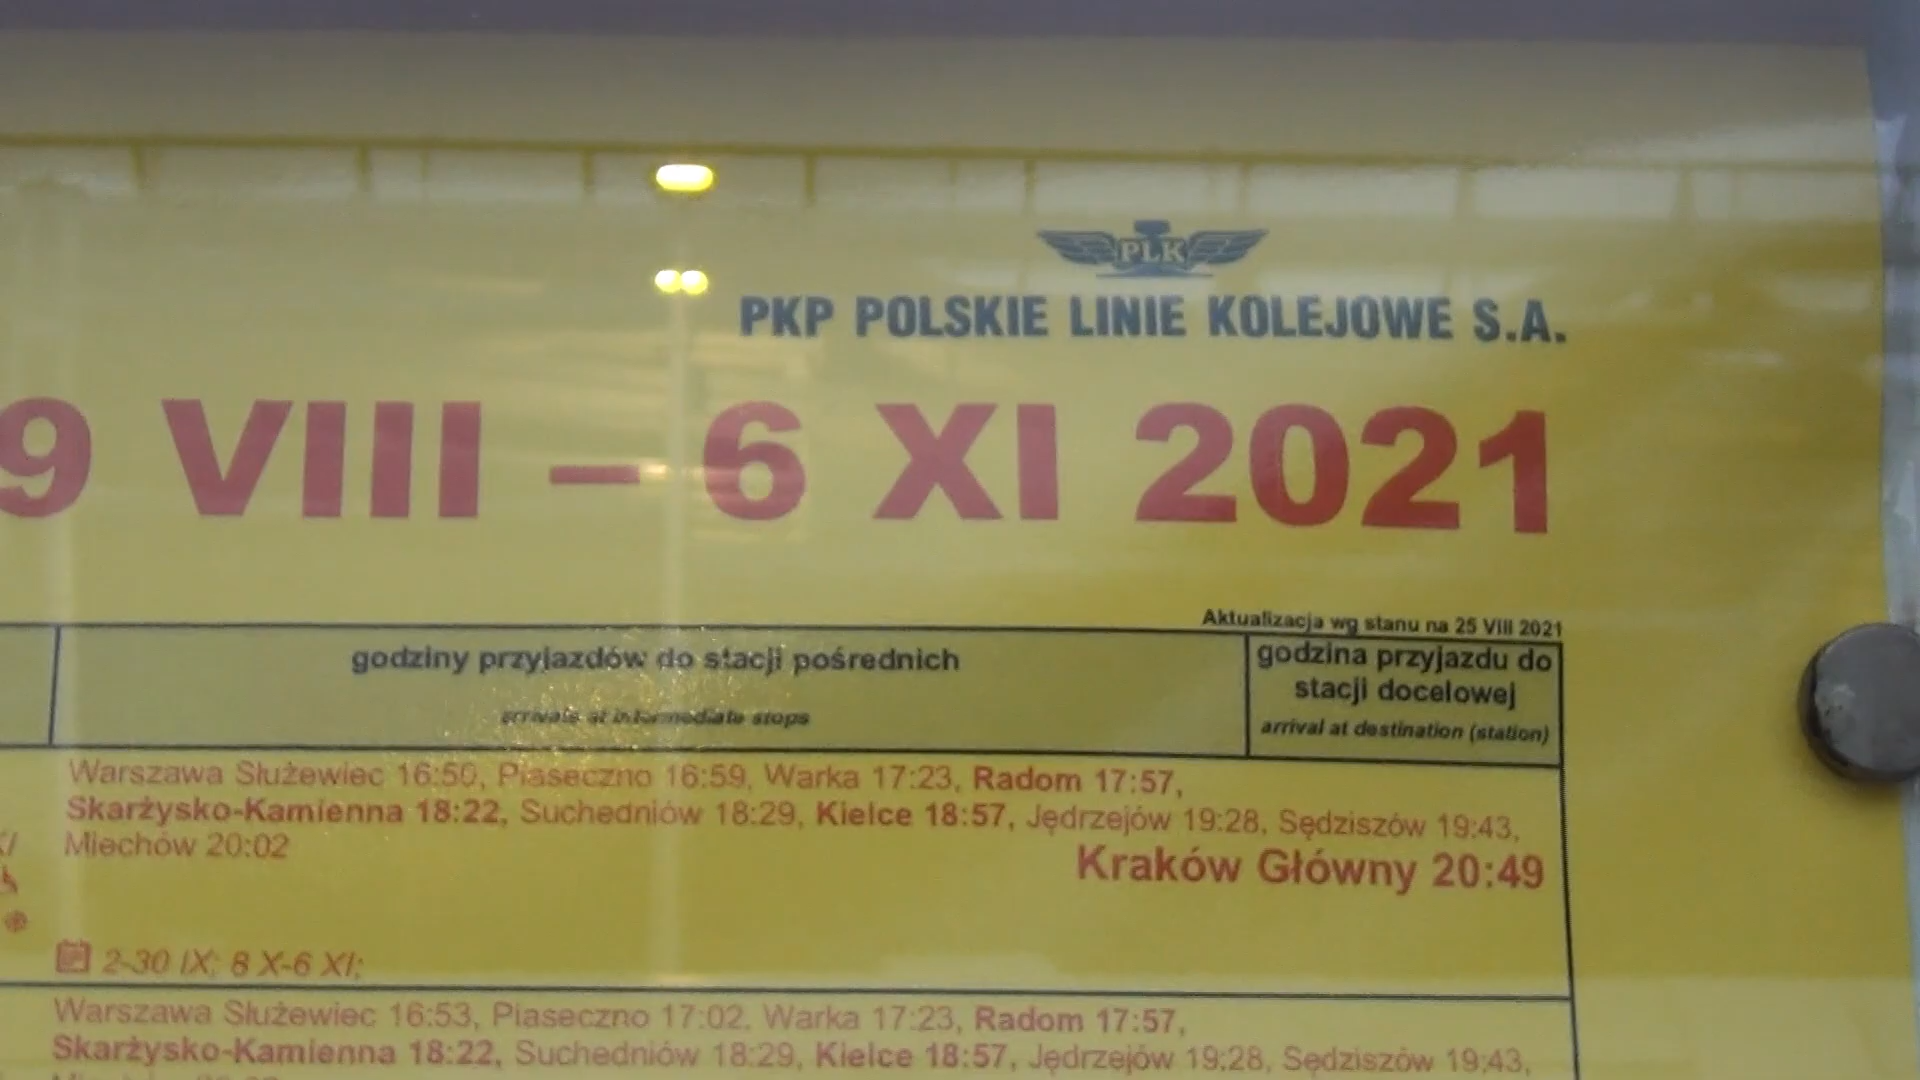 PLK
PKP POLSKIE LINIE KOLEJOWE S.A.
9 VIII – 6 XI 2021
Aktualizacja wg stanu na 25 VIII 2021
godziny przyjazdów do stacji pośrednich
arrivals at intermediate stops
godzina przyjazdu do
stacji docelowej
arrival at destination (station)
Warszawa Służewiec 16:50, Piaseczno 16:59, Warka 17:23, Radom 17:57,
Skarżysko-Kamienna 18:22, Suchedniów 18:29, Kielce 18:57, Jędrzejów 19:28, Sędziszów 19:43,
Miechów 20:02
Kraków Główny 20:49
2-30 IX; 8 X-6 XI;
Warszawa Służewiec 16:53, Piaseczno 17:02, Warka 17:23, Radom 17:57,
Skarżysko-Kamienna 18:22, Suchedniów 18:29, Kielce 18:57, Jędrzejów 19:28, Sędziszów 19:43,